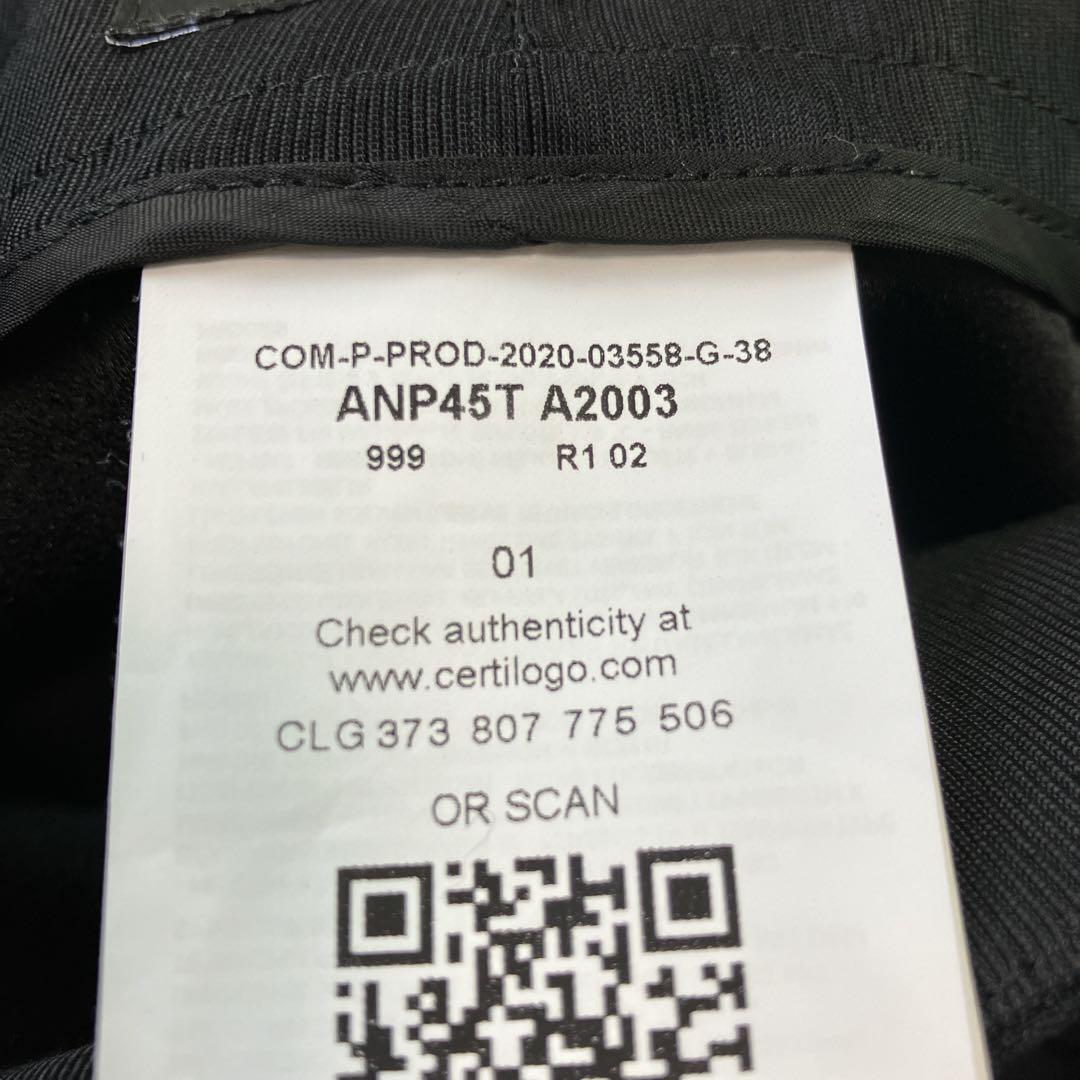 COM-P-PROD-2020-03558-G-38
ANP45T A2003
999 R1 02
01
Check authenticity at
www.certilogo.com
CLG 373 807 775 506
OR SCAN